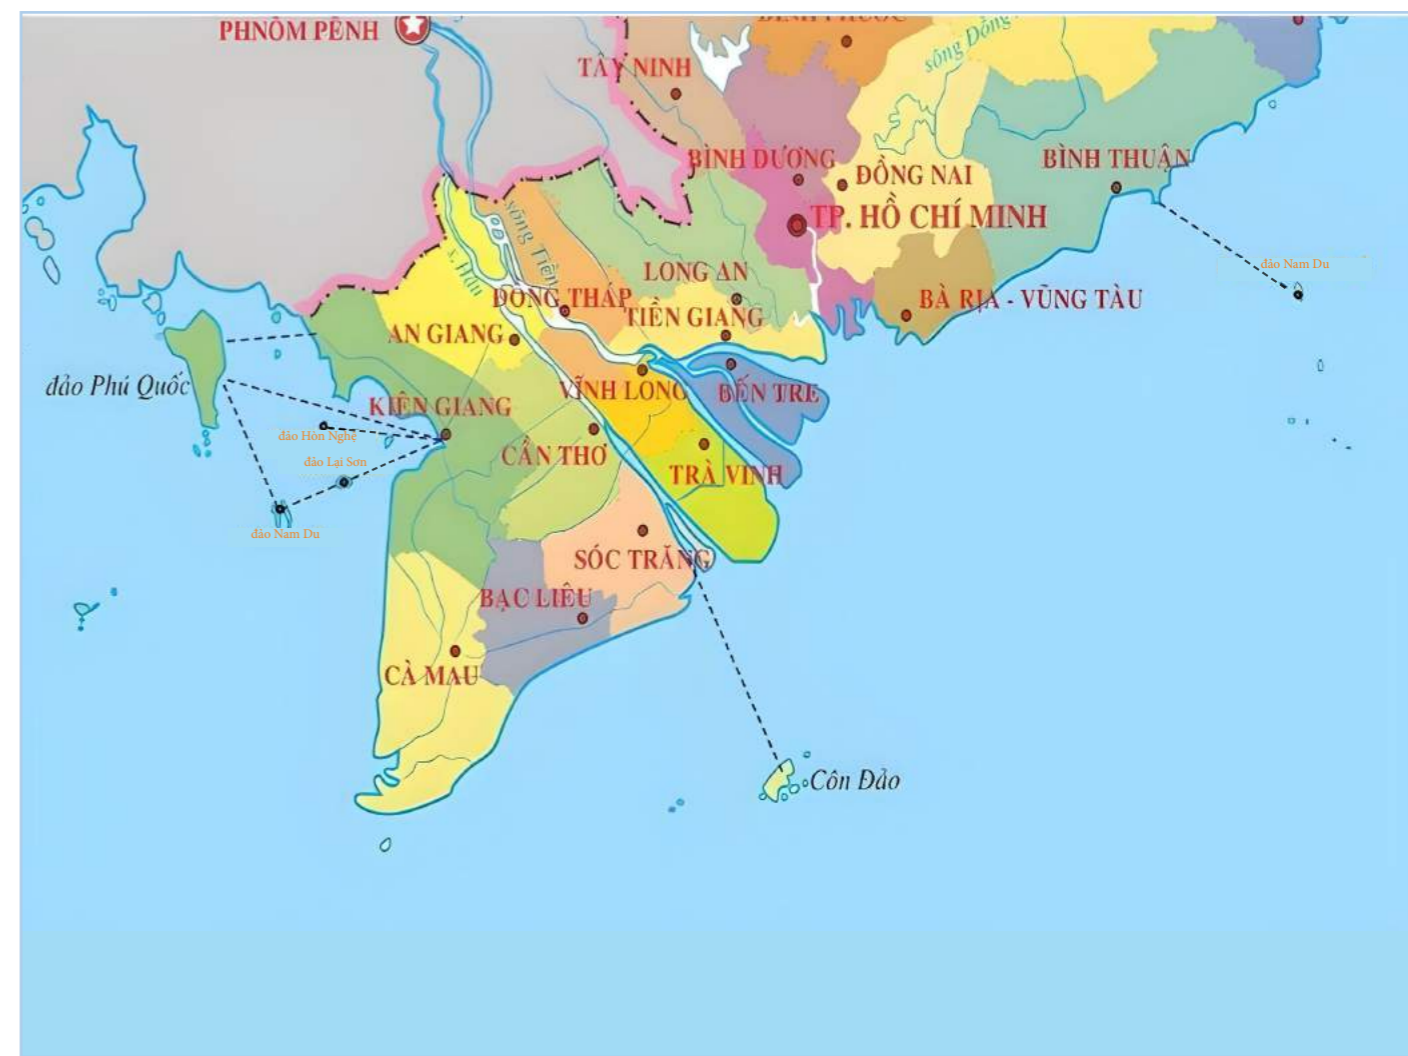 PHNÔM PÊNH
BÌNH PHƯỚC
sông Đồng
TÂY NINH
BÌNH DƯƠNG
BÌNH THUẬN
ĐỒNG NAI
TP. HỒ CHÍ MINH
sông Tiền
s. Hậu
LONG AN
đảo Nam Du
ĐỒNG THÁP
TIỀN GIANG
BÀ RỊA - VŨNG TÀU
AN GIANG
đảo Phú Quốc
VĨNH LONG
BẾN TRE
KIÊN GIANG
đảo Hòn Nghệ
CẦN THƠ
đảo Lại Sơn
TRÀ VINH
đảo Nam Du
SÓC TRĂNG
BẠC LIÊU
CÀ MAU
Côn Đảo